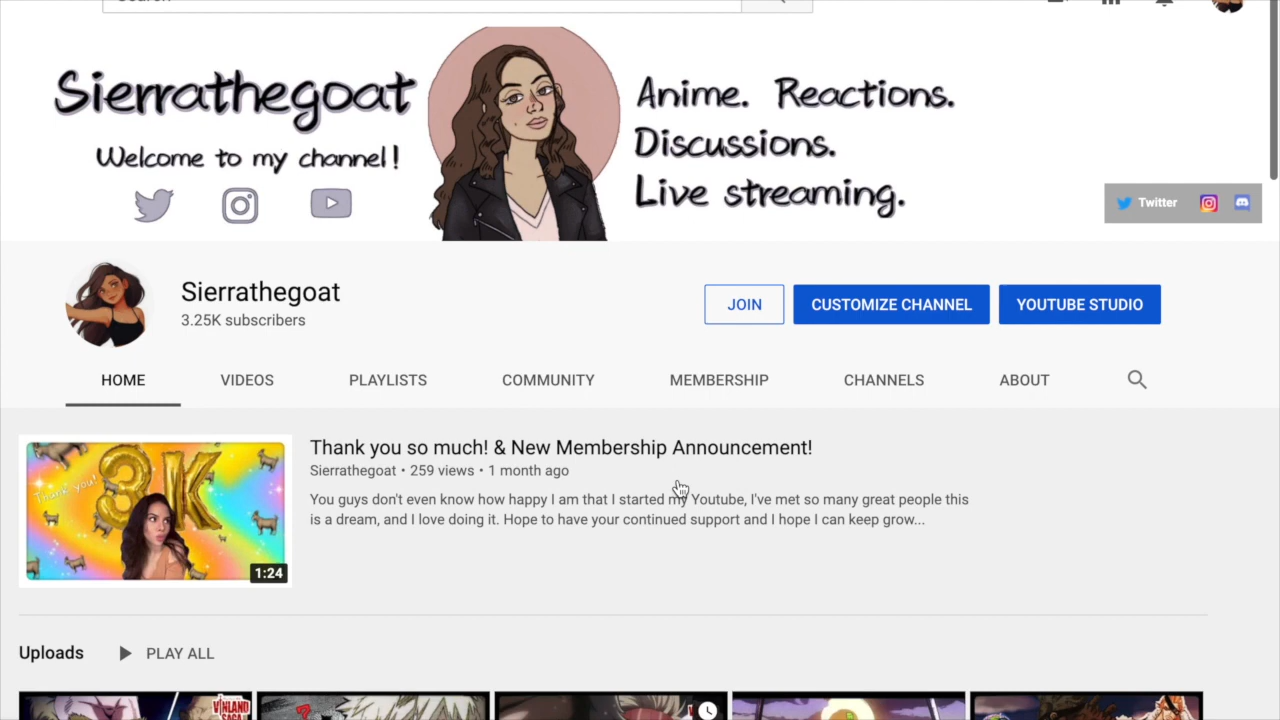 Sierrathegoat
Welcome to my channel!
Anime. Reactions.
Discussions.
Live streaming.
Twitter
Sierrathegoat
3.25K subscribers
JOIN
CUSTOMIZE CHANNEL
YOUTUBE STUDIO
HOME
VIDEOS
PLAYLISTS
COMMUNITY
MEMBERSHIP
CHANNELS
ABOUT
Thank you!
3K
1:24
Thank you so much! & New Membership Announcement!
Sierrathegoat • 259 views • 1 month ago
You guys don't even know how happy I am that I started my Youtube, I've met so many great people this
is a dream, and I love doing it. Hope to have your continued support and I hope I can keep grow...
Uploads
PLAY ALL
VINLAND
SAGA